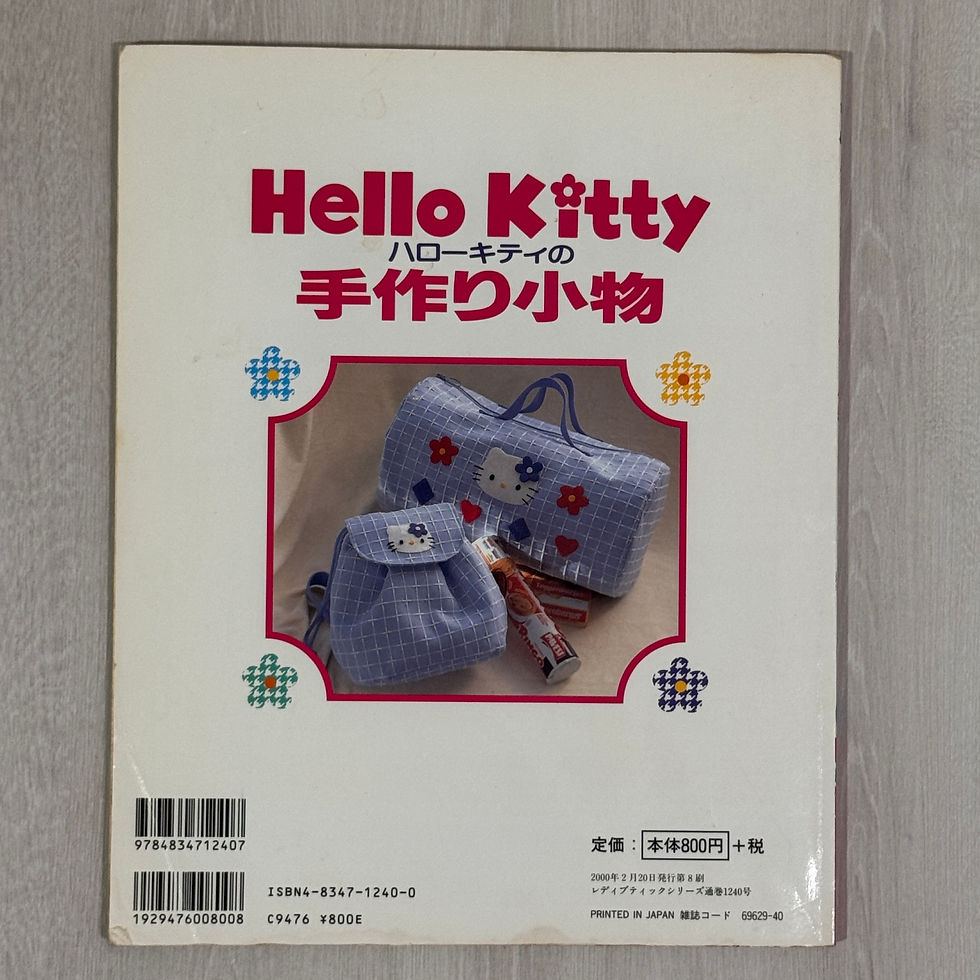 Hello Kitty
ハローキティの
手作り小物
9784834712407
定価：本体800円＋税
2000年2月20日発行第8刷
レディブティックシリーズ通巻1240号
ISBN4-8347-1240-0
1929476008008
C9476 ¥800E
PRINTED IN JAPAN 雑誌コード 69629-40